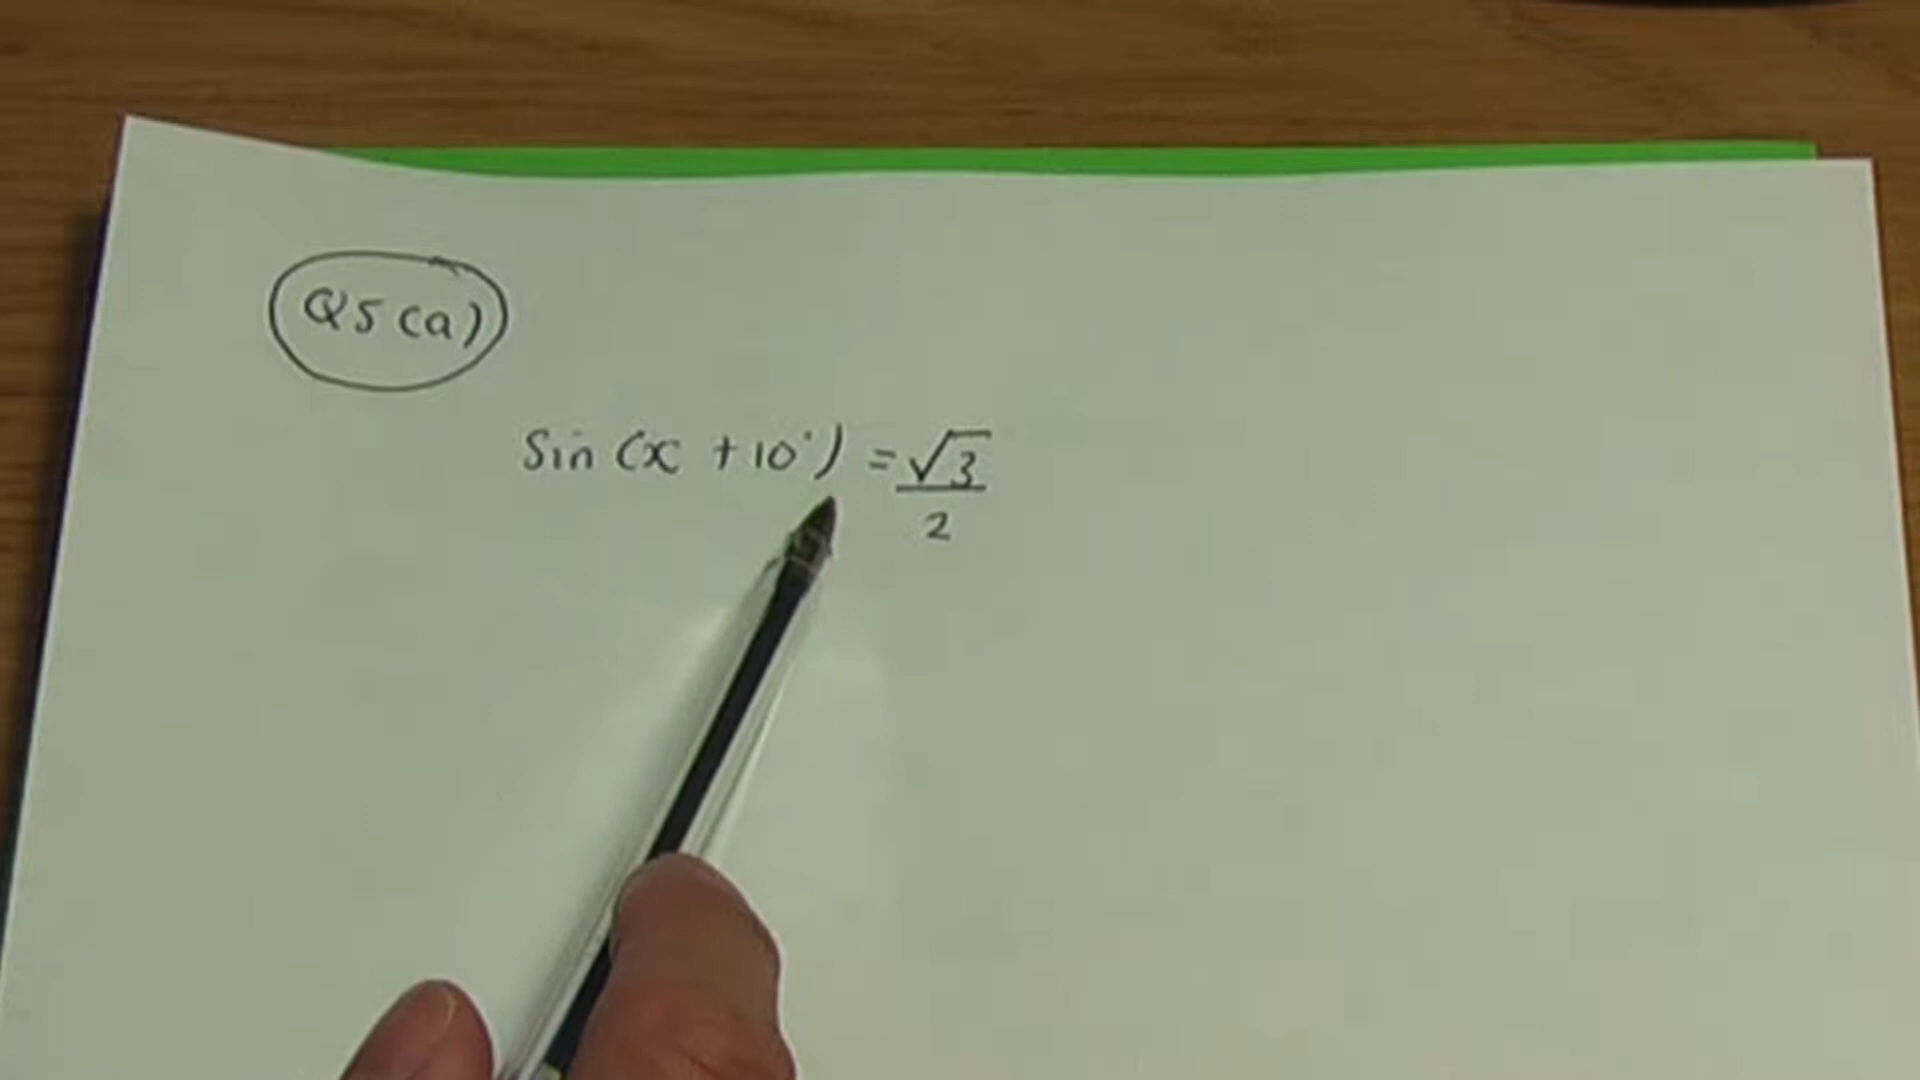 Q5 (a)
Sin (x + 10°) = √3/2